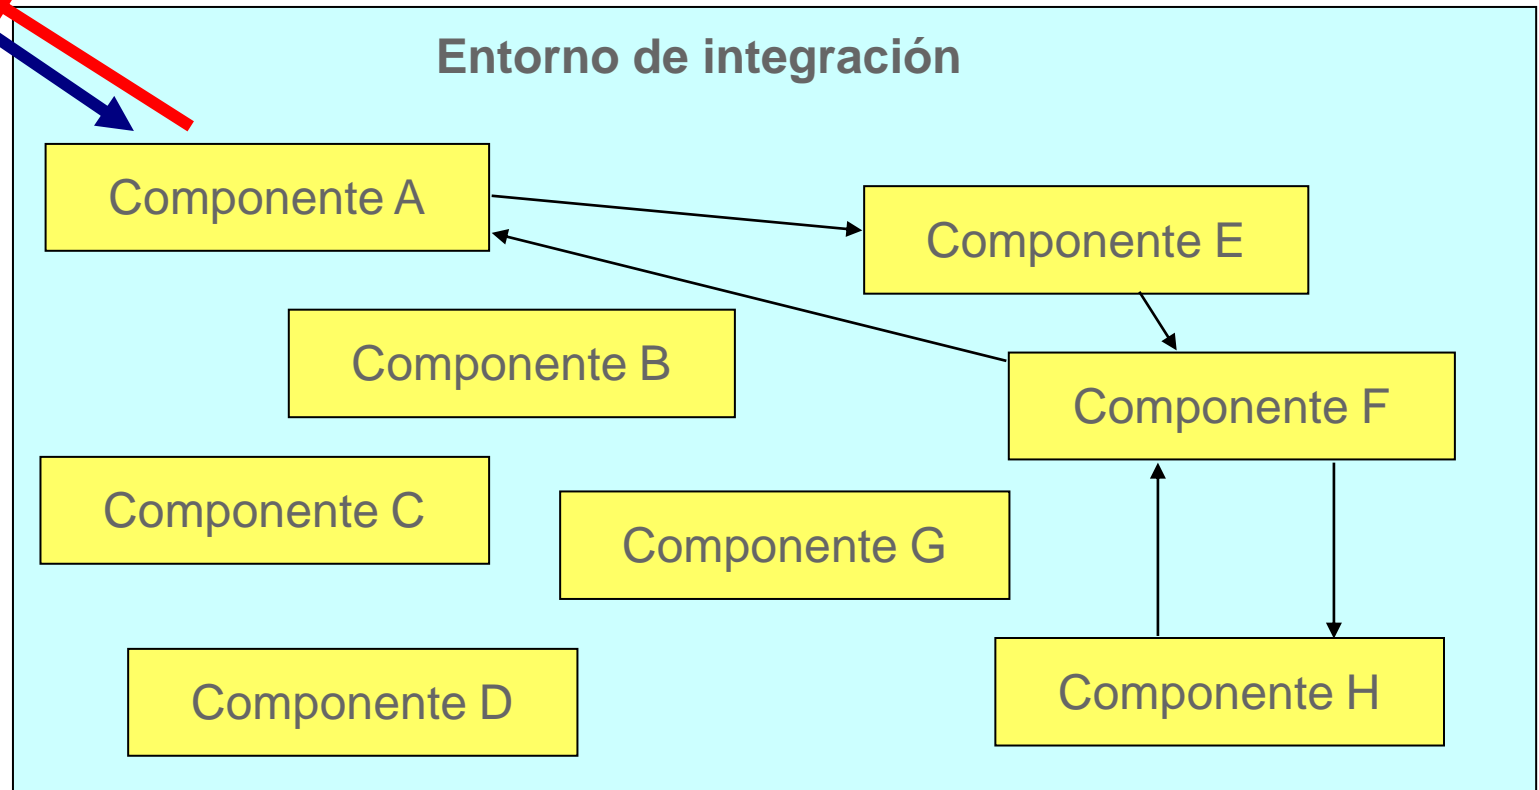 Entorno de integración
Componente A
Componente E
Componente B
Componente F
Componente C
Componente G
Componente D
Componente H